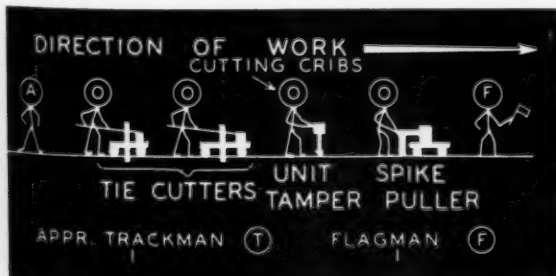 DIRECTION OF WORK
CUTTING CRIBS
A O O O O F
TIE CUTTERS
UNIT TAMPER
SPIKE PULLER
APPR. TRACKMAN T
FLAGMAN F
1
1